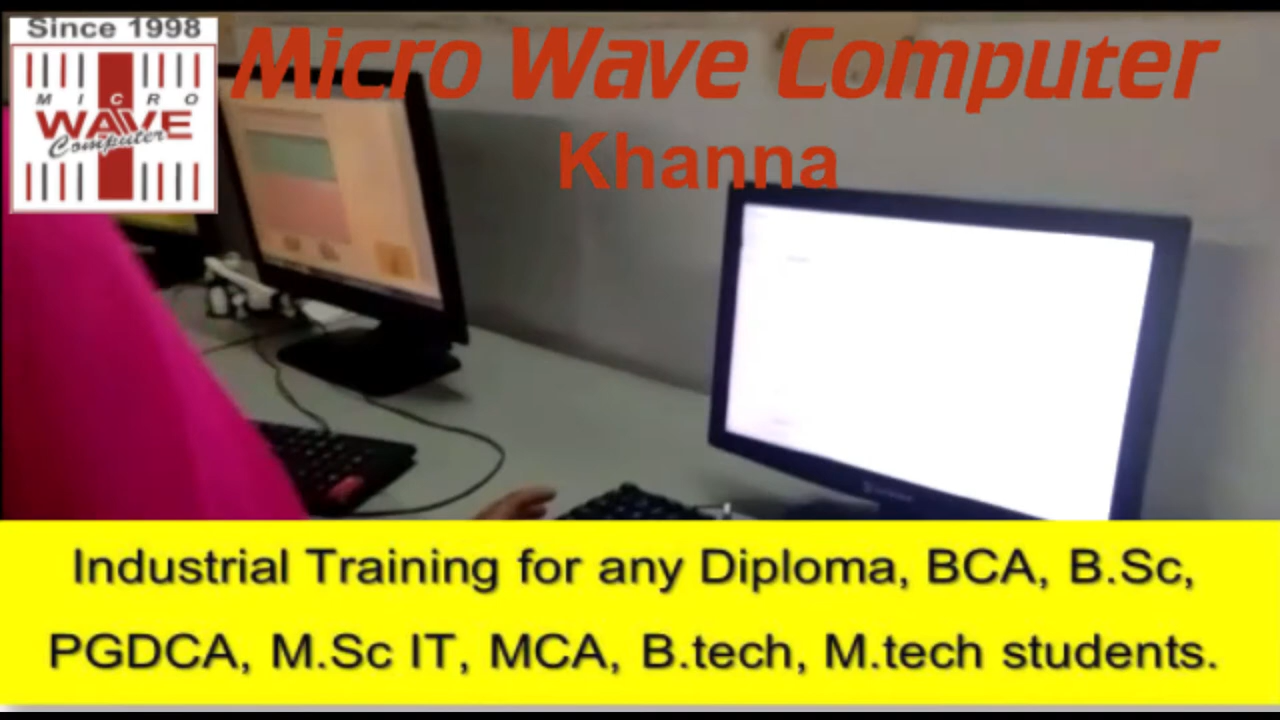 Since 1998
MICRO
WAVE
Computer
Micro Wave Computer
Khanna
Industrial Training for any Diploma, BCA, B.Sc,
PGDCA, M.Sc IT, MCA, B.tech, M.tech students.